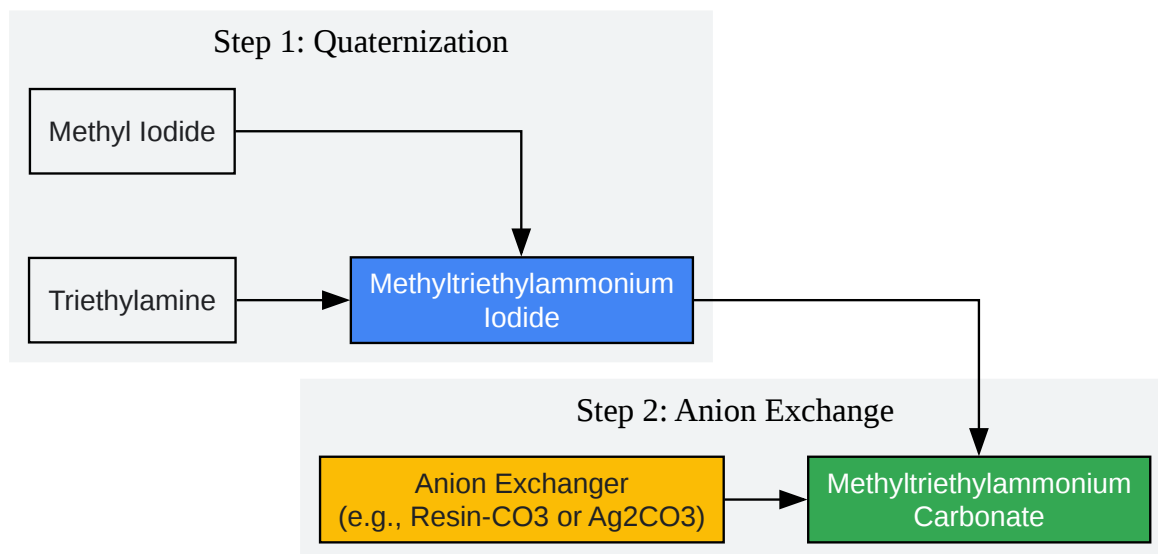 Step 1: Quaternization
Methyl Iodide
Triethylamine
Methyltriethylammonium
Iodide
Step 2: Anion Exchange
Anion Exchanger
(e.g., Resin-CO3 or Ag2CO3)
Methyltriethylammonium
Carbonate